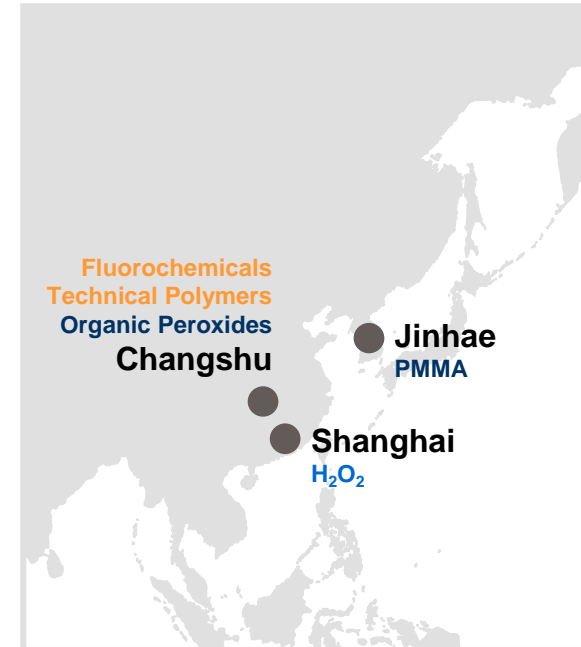 Fluorochemicals
Technical Polymers
Organic Peroxides
Changshu
Jinhae
PMMA
Shanghai
H₂O₂